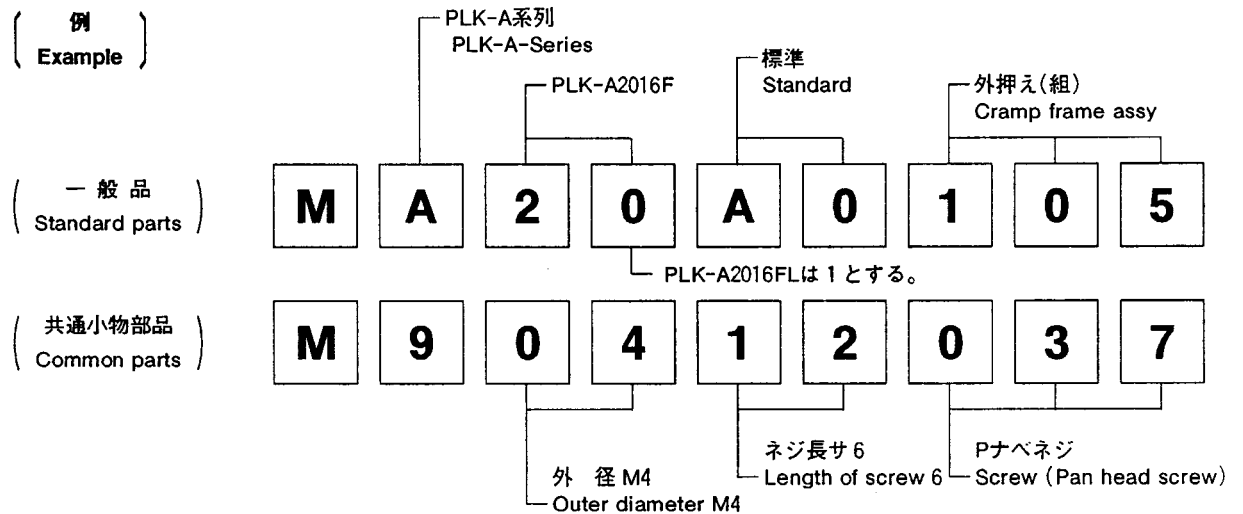 例
Example
PLK-A系列
PLK-A-Series
PLK-A2016F
標準
Standard
外押え(組)
Cramp frame assy
一般品
Standard parts
M A 2 0 A 0 1 0 5
PLK-A2016FLは1とする。
共通小物部品
Common parts
M 9 0 4 1 2 0 3 7
外 径 M4
Outer diameter M4
ネジ長サ 6
Length of screw 6
Pナベネジ
Screw (Pan head screw)